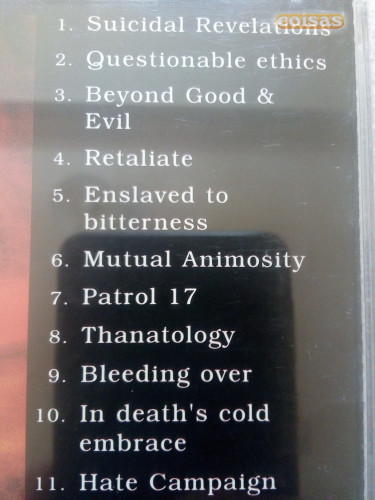 coisas
1. Suicidal Revelations
2. Questionable ethics
3. Beyond Good &
Evil
4. Retaliate
5. Enslaved to
bitterness
6. Mutual Animosity
7. Patrol 17
8. Thanatology
9. Bleeding over
10. In death's cold
embrace
11. Hate Campaign